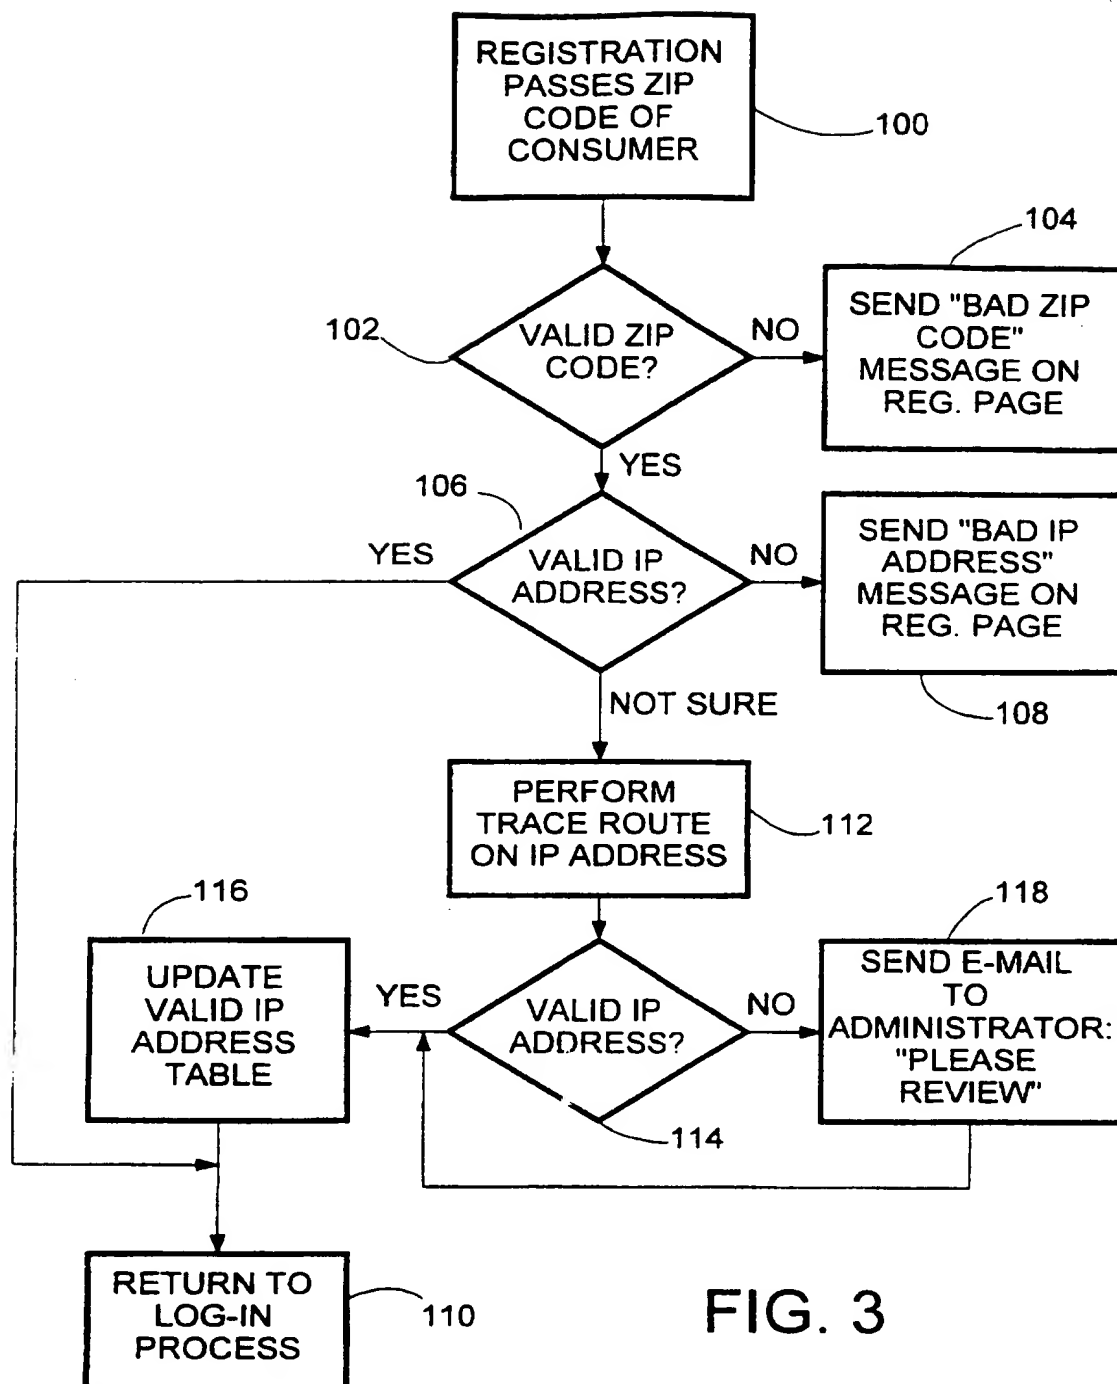 REGISTRATION
PASSES ZIP
CODE OF
CONSUMER
100
104
102
VALID ZIP
CODE?
NO
SEND "BAD ZIP
CODE"
MESSAGE ON
REG. PAGE
YES
106
YES
VALID IP
ADDRESS?
NO
SEND "BAD IP
ADDRESS"
MESSAGE ON
REG. PAGE
NOT SURE
108
PERFORM
TRACE ROUTE
ON IP ADDRESS
112
116
118
UPDATE
VALID IP
ADDRESS
TABLE
YES
VALID IP
ADDRESS?
NO
SEND E-MAIL
TO
ADMINISTRATOR:
"PLEASE
REVIEW"
114
RETURN TO
LOG-IN
PROCESS
110
FIG. 3